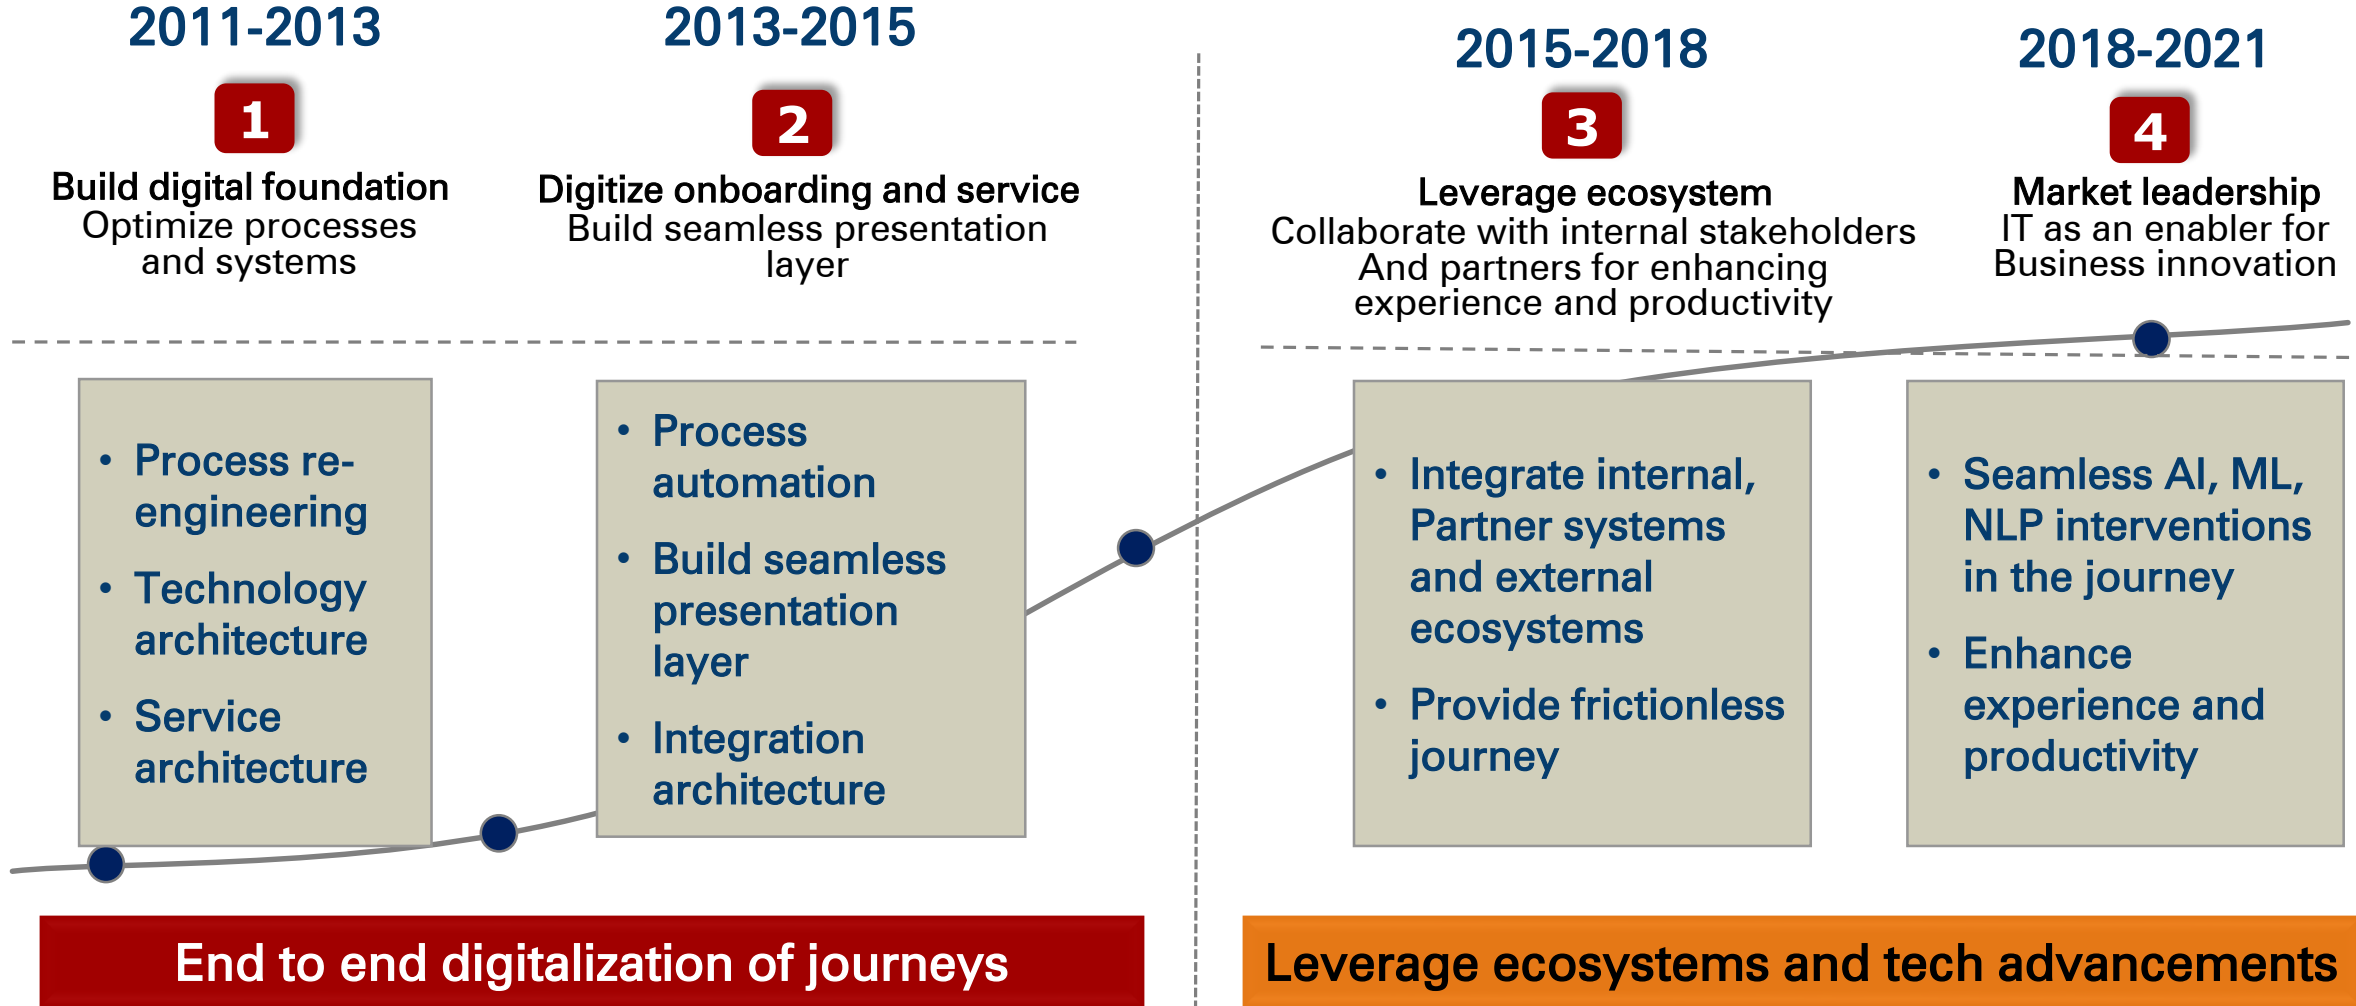 2011-2013
1
Build digital foundation
Optimize processes
and systems
2013-2015
2
Digitize onboarding and service
Build seamless presentation
layer
2015-2018
3
Leverage ecosystem
Collaborate with internal stakeholders
And partners for enhancing
experience and productivity
2018-2021
4
Market leadership
IT as an enabler for
Business innovation
• Process re-
engineering
• Technology
architecture
• Service
architecture
• Process
automation
• Build seamless
presentation
layer
• Integration
architecture
• Integrate internal,
Partner systems
and external
ecosystems
• Provide frictionless
journey
• Seamless AI, ML,
NLP interventions
in the journey
• Enhance
experience and
productivity
End to end digitalization of journeys
Leverage ecosystems and tech advancements